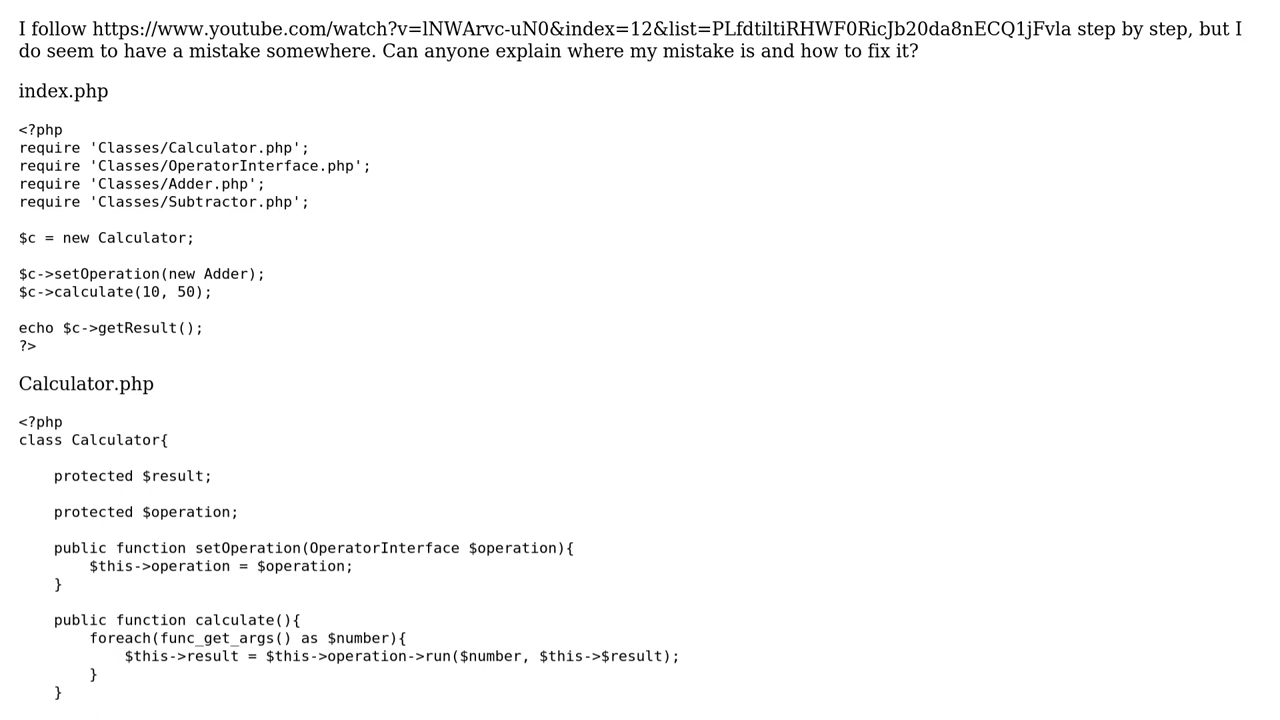 I follow https://www.youtube.com/watch?v=lNWArvc-uN0&index=12&list=PLfdtiltiRHWF0RicJb20da8nECQ1jFvla step by step, but I
do seem to have a mistake somewhere. Can anyone explain where my mistake is and how to fix it?
index.php
<?php
require 'Classes/Calculator.php';
require 'Classes/OperatorInterface.php';
require 'Classes/Adder.php';
require 'Classes/Subtractor.php';
$c = new Calculator;
$c->setOperation(new Adder);
$c->calculate(10, 50);
echo $c->getResult();
?>
Calculator.php
<?php
class Calculator{
    protected $result;
    protected $operation;
    public function setOperation(OperatorInterface $operation){
        $this->operation = $operation;
    }
    public function calculate(){
        foreach(func_get_args() as $number){
            $this->result = $this->operation->run($number, $this->$result);
        }
    }